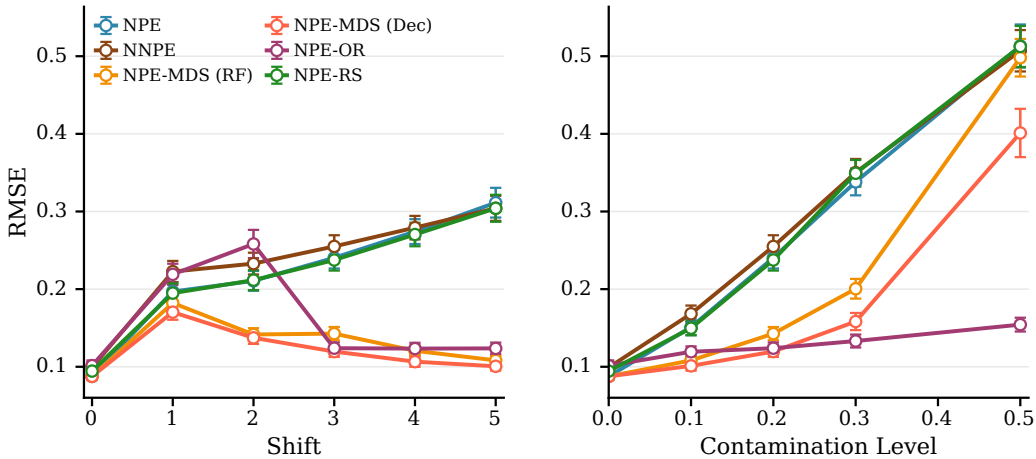 NPE
NNPE
NPE-MDS (RF)
NPE-MDS (Dec)
NPE-OR
NPE-RS
RMSE
0.5
0.4
0.3
0.2
0.1
0 1 2 3 4 5
Shift
0.5
0.4
0.3
0.2
0.1
0.0 0.1 0.2 0.3 0.4 0.5
Contamination Level